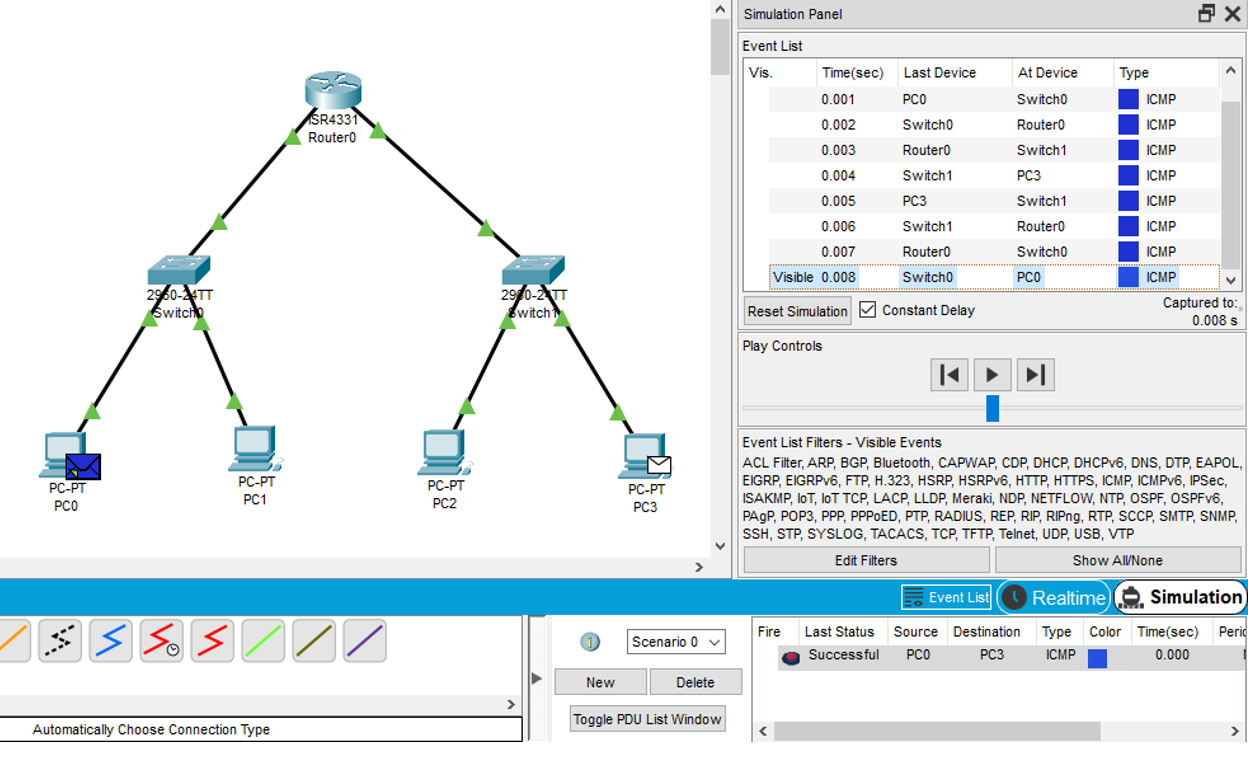 Simulation Panel
Event List
Vis. Time(sec) Last Device At Device Type
0.001 PC0 Switch0 ICMP
0.002 Switch0 Router0 ICMP
0.003 Router0 Switch1 ICMP
0.004 Switch1 PC3 ICMP
0.005 PC3 Switch1 ICMP
0.006 Switch1 Router0 ICMP
0.007 Router0 Switch0 ICMP
Visible 0.008 Switch0 PC0 ICMP
Reset Simulation Constant Delay Captured to:
0.008 s
Play Controls
Event List Filters - Visible Events
ACL Filter, ARP, BGP, Bluetooth, CAPWAP, CDP, DHCP, DHCPv6, DNS, DTP, EAPOL,
EIGRP, EIGRPv6, FTP, H.323, HSRP, HSRPv6, HTTP, HTTPS, ICMP, ICMPv6, IPSec,
ISAKMP, IoT, IoT TCP, LACP, LLDP, Meraki, NDP, NETFLOW, NTP, OSPF, OSPFv6,
PAgP, POP3, PPP, PPPoED, PTP, RADIUS, REP, RIP, RIPng, RTP, SCCP, SMTP, SNMP,
SSH, STP, SYSLOG, TACACS, TCP, TFTP, Telnet, UDP, USB, VTP
Edit Filters Show All/None
ISR4331
Router0
2960-24TT
Switch0
2960-24TT
Switch1
PC-PT
PC0
PC-PT
PC1
PC-PT
PC2
PC-PT
PC3
Event List Realtime Simulation
Automatically Choose Connection Type
Scenario 0
New Delete
Toggle PDU List Window
Fire Last Status Source Destination Type Color Time(sec)
Successful PC0 PC3 ICMP 0.000